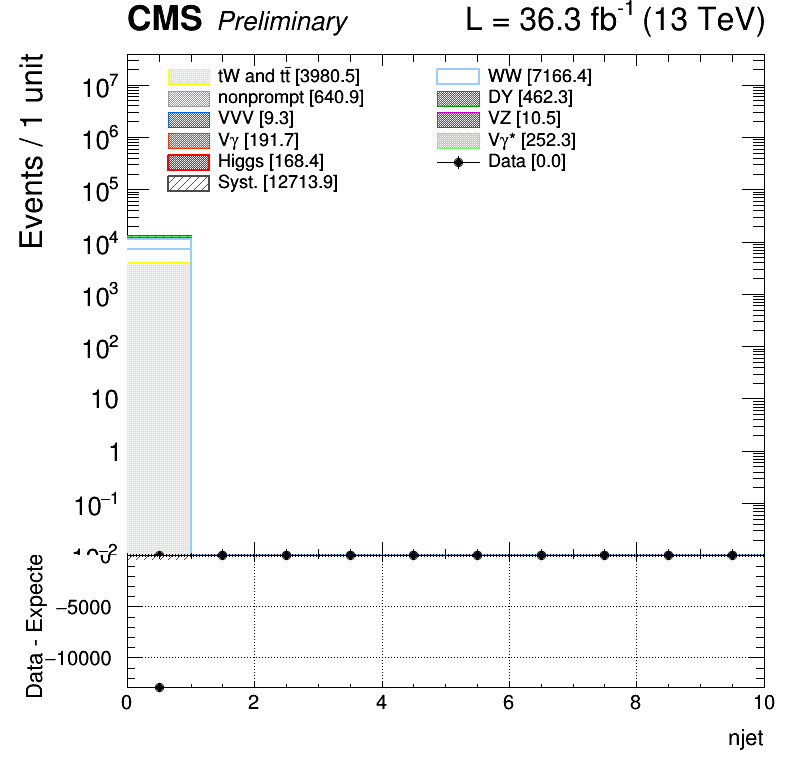 CMS Preliminary L = 36.3 fb⁻¹ (13 TeV)
Events / 1 unit
tW and tt̄ [3980.5]
WW [7166.4]
nonprompt [640.9]
DY [462.3]
VVV [9.3]
VZ [10.5]
Vγ [191.7]
Vγ* [252.3]
Higgs [168.4]
Data [0.0]
Syst. [12713.9]
10⁷
10⁶
10⁵
10⁴
10³
10²
10
1
10⁻¹
Data - Expecte
−5000
−10000
0 2 4 6 8 10
njet